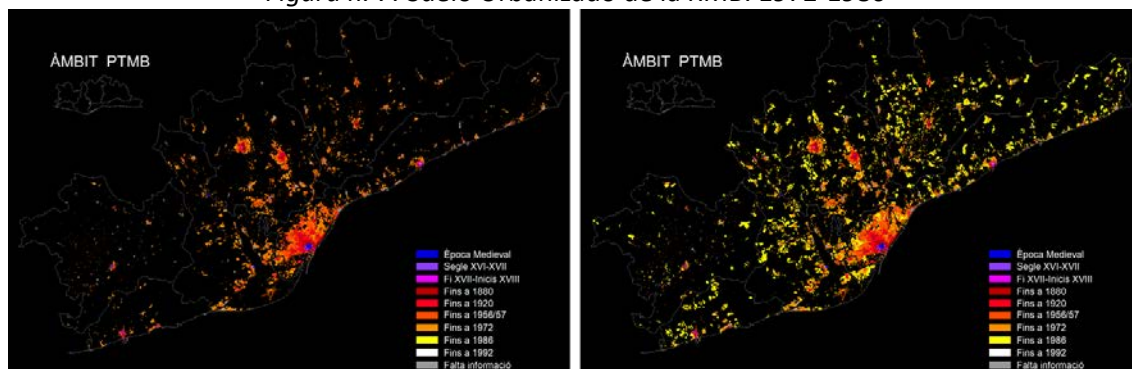 ÀMBIT PTMB
Època Medieval
Segle XVI-XVII
Fi XVII-Inicis XVIII
Fins a 1880
Fins a 1920
Fins a 1956/57
Fins a 1972
Fins a 1986
Fins a 1992
Falta informació
ÀMBIT PTMB
Època Medieval
Segle XVI-XVII
Fi XVII-Inicis XVIII
Fins a 1880
Fins a 1920
Fins a 1956/57
Fins a 1972
Fins a 1986
Fins a 1992
Falta informació